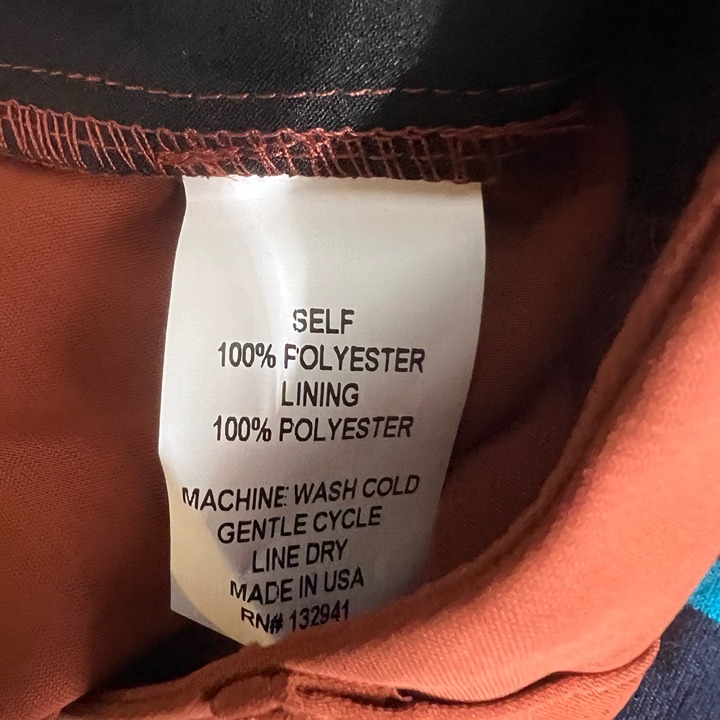 SELF
100% POLYESTER
LINING
100% POLYESTER
MACHINE WASH COLD
GENTLE CYCLE
LINE DRY
MADE IN USA
RN# 132941